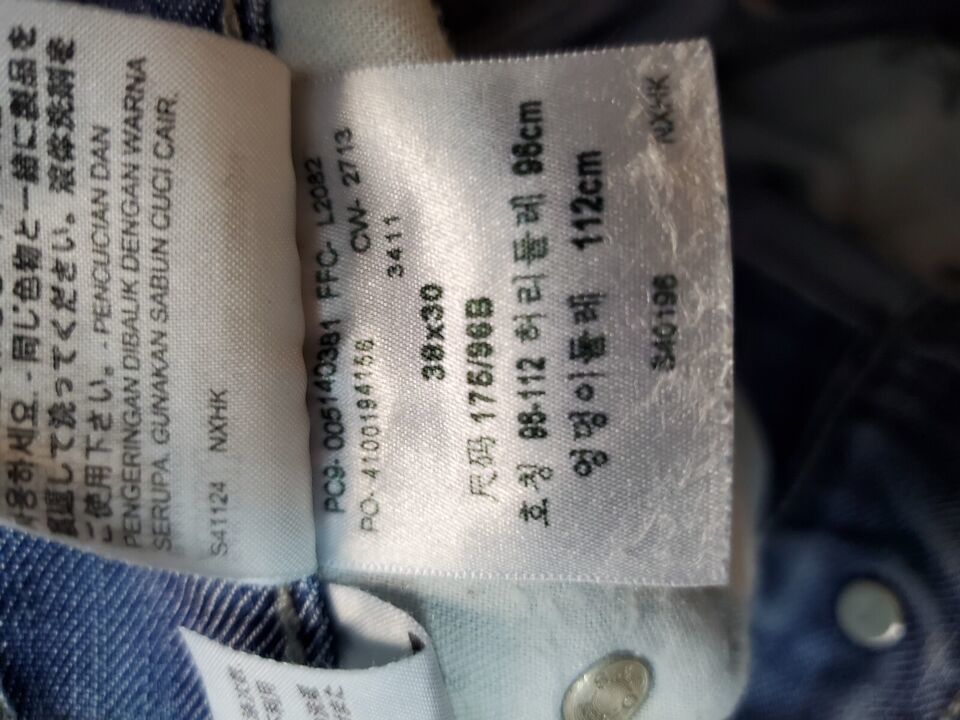 사용하세요. - 同じ色物と一緒に製品を
裏返して洗ってください。液体洗剤を
ご使用下さい。- PENCUCIAN DAN
PENGERINGAN DIBALIK DENGAN WARNA
SERUPA. GUNAKAN SABUN CUCI CAIR.
S41124 NXHK
PC9- 005140381 FFC- L2082
PO- 4100194156 CW- 2713
3411
38x30
尺码 175/96B
호칭 98-112 허리둘레 98cm
엉덩이둘레 112cm
S40196 NXHK